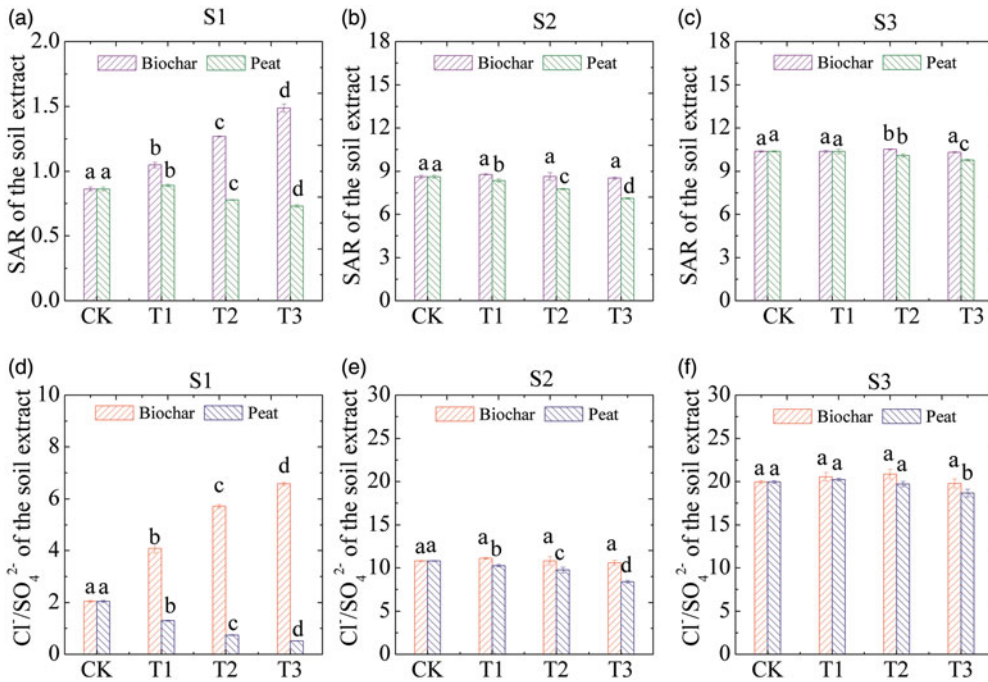 (a) S1
SAR of the soil extract
2.0
1.5
1.0
0.5
0.0
Biochar Peat
a a b b c c d d
CK T1 T2 T3
(b) S2
SAR of the soil extract
18
15
12
9
6
3
0
Biochar Peat
a a a b a c a d
CK T1 T2 T3
(c) S3
SAR of the soil extract
18
15
12
9
6
3
0
Biochar Peat
a a a a b b a c
CK T1 T2 T3
(d) S1
Cl⁻/SO₄²⁻ of the soil extract
10
8
6
4
2
0
Biochar Peat
a a b b c c d d
CK T1 T2 T3
(e) S2
Cl⁻/SO₄²⁻ of the soil extract
30
25
20
15
10
5
0
Biochar Peat
a a a b a c a d
CK T1 T2 T3
(f) S3
Cl⁻/SO₄²⁻ of the soil extract
30
25
20
15
10
5
0
Biochar Peat
a a a a a a a b
CK T1 T2 T3